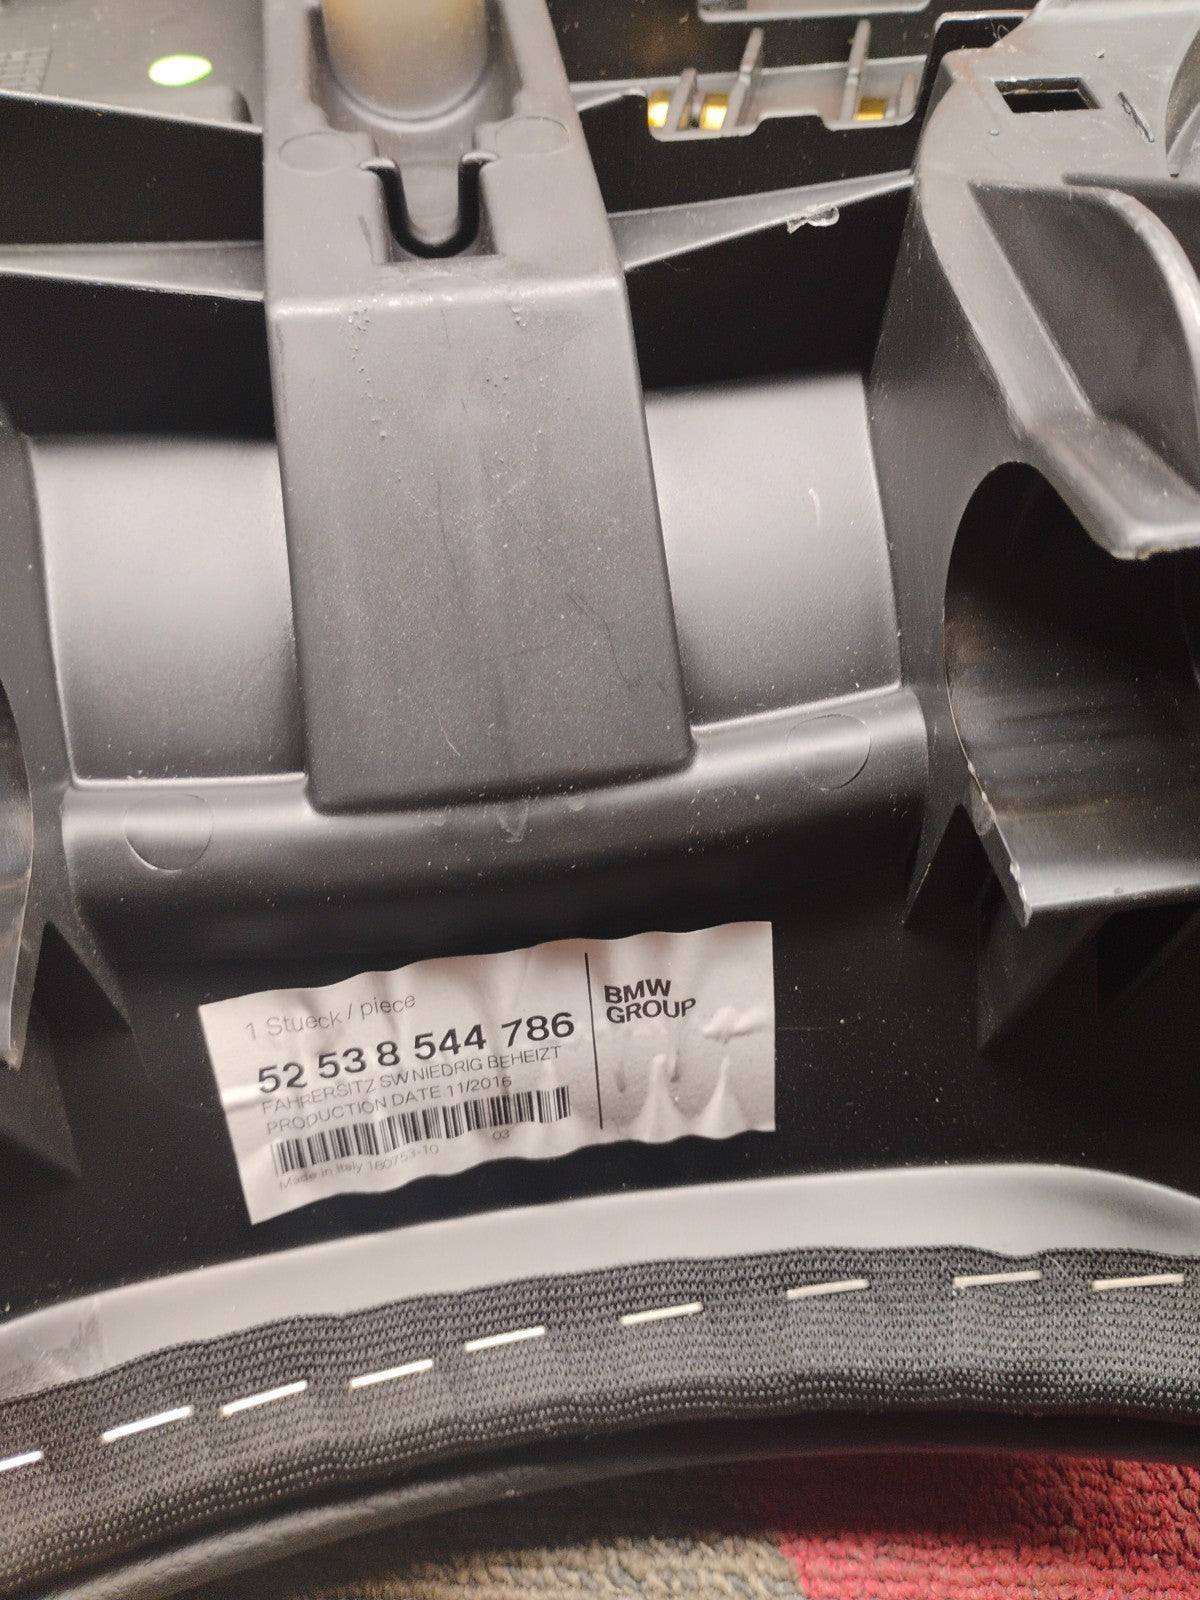 1 Stueck / piece
52 53 8 544 786
FAHRERSITZ SW NIEDRIG BEHEIZT
PRODUCTION DATE 11/2016
03
Made in Italy 180753-10
BMW
GROUP